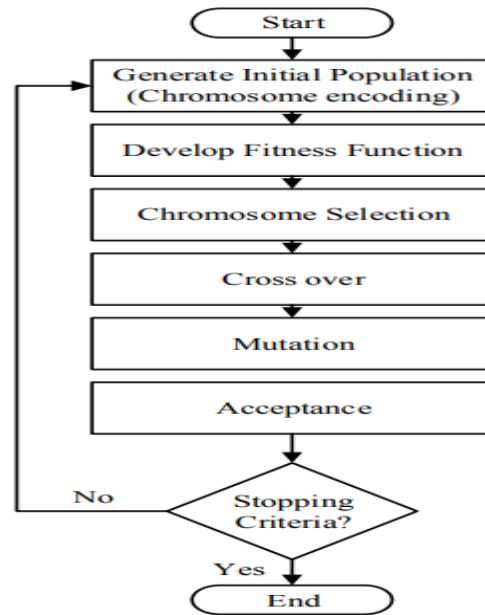 Start
Generate Initial Population
(Chromosome encoding)
Develop Fitness Function
Chromosome Selection
Cross over
Mutation
Acceptance
No
Stopping
Criteria?
Yes
End